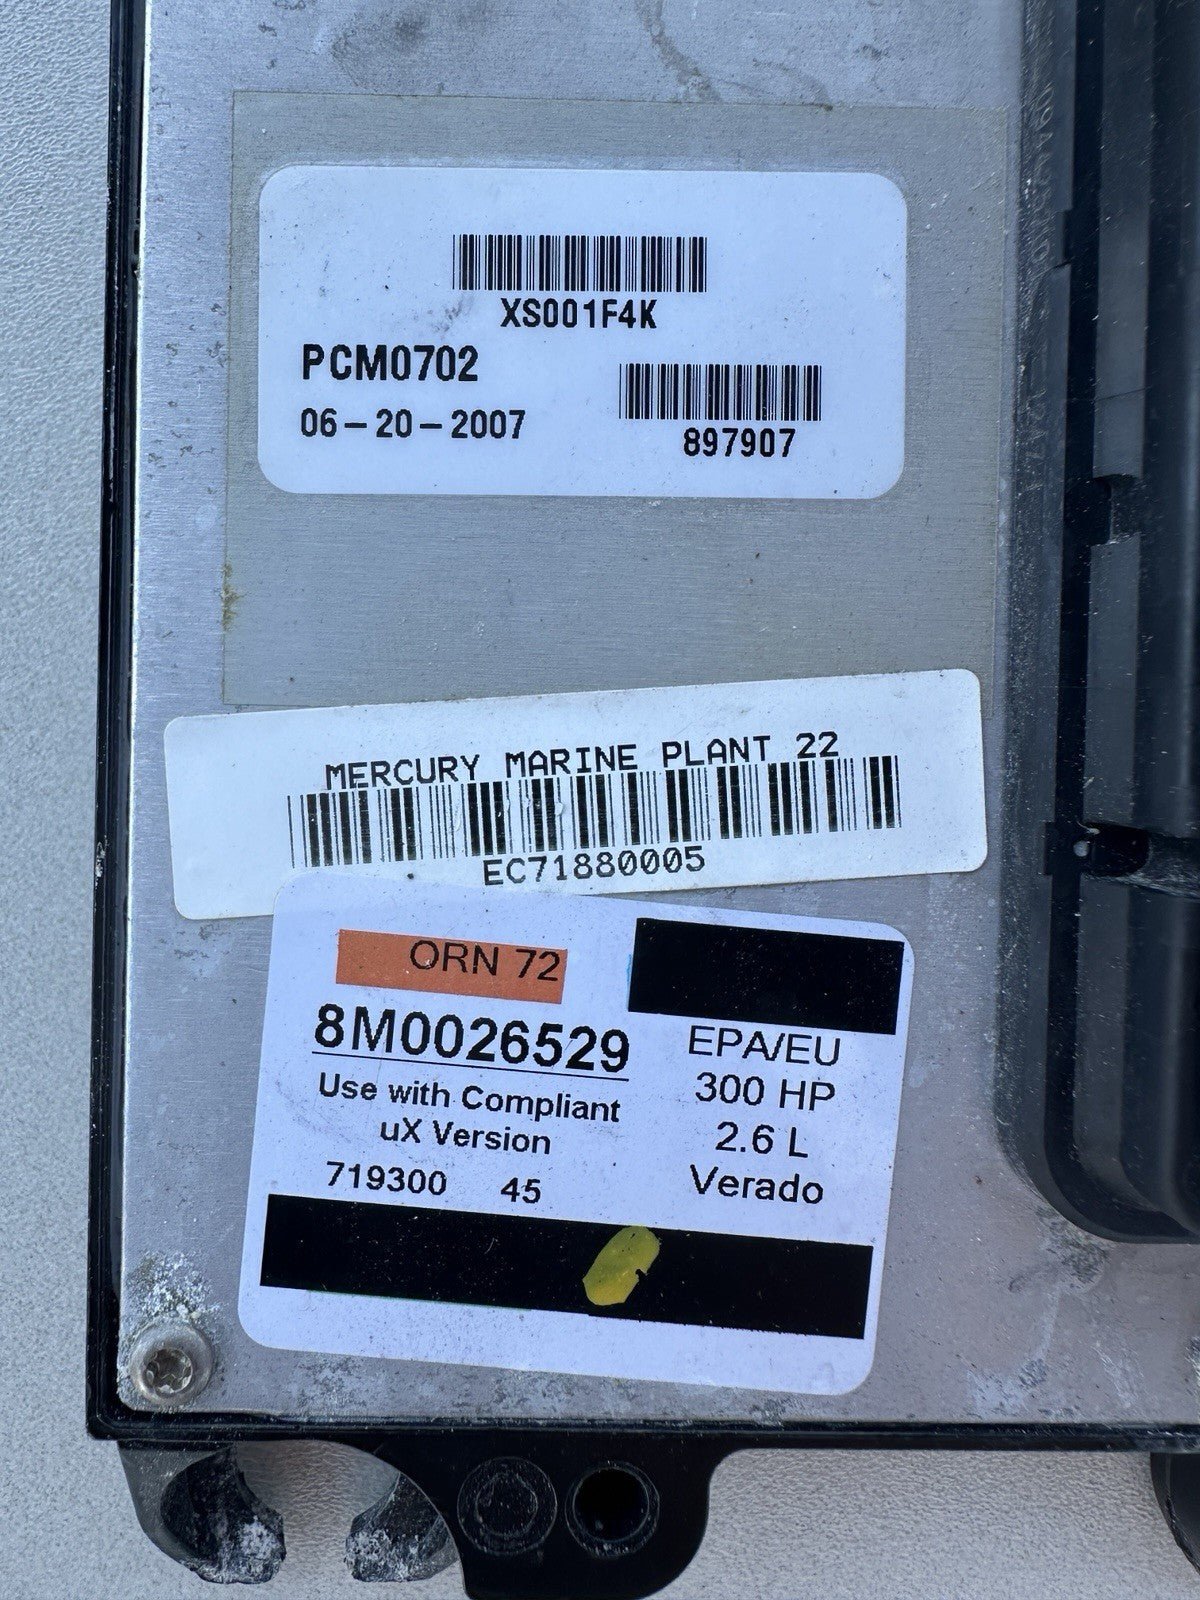 XS001F4K
PCM0702
06-20-2007
897907
MERCURY MARINE PLANT 22
EC71880005
ORN 72
8M0026529
Use with Compliant
uX Version
719300 45
EPA/EU
300 HP
2.6 L
Verado